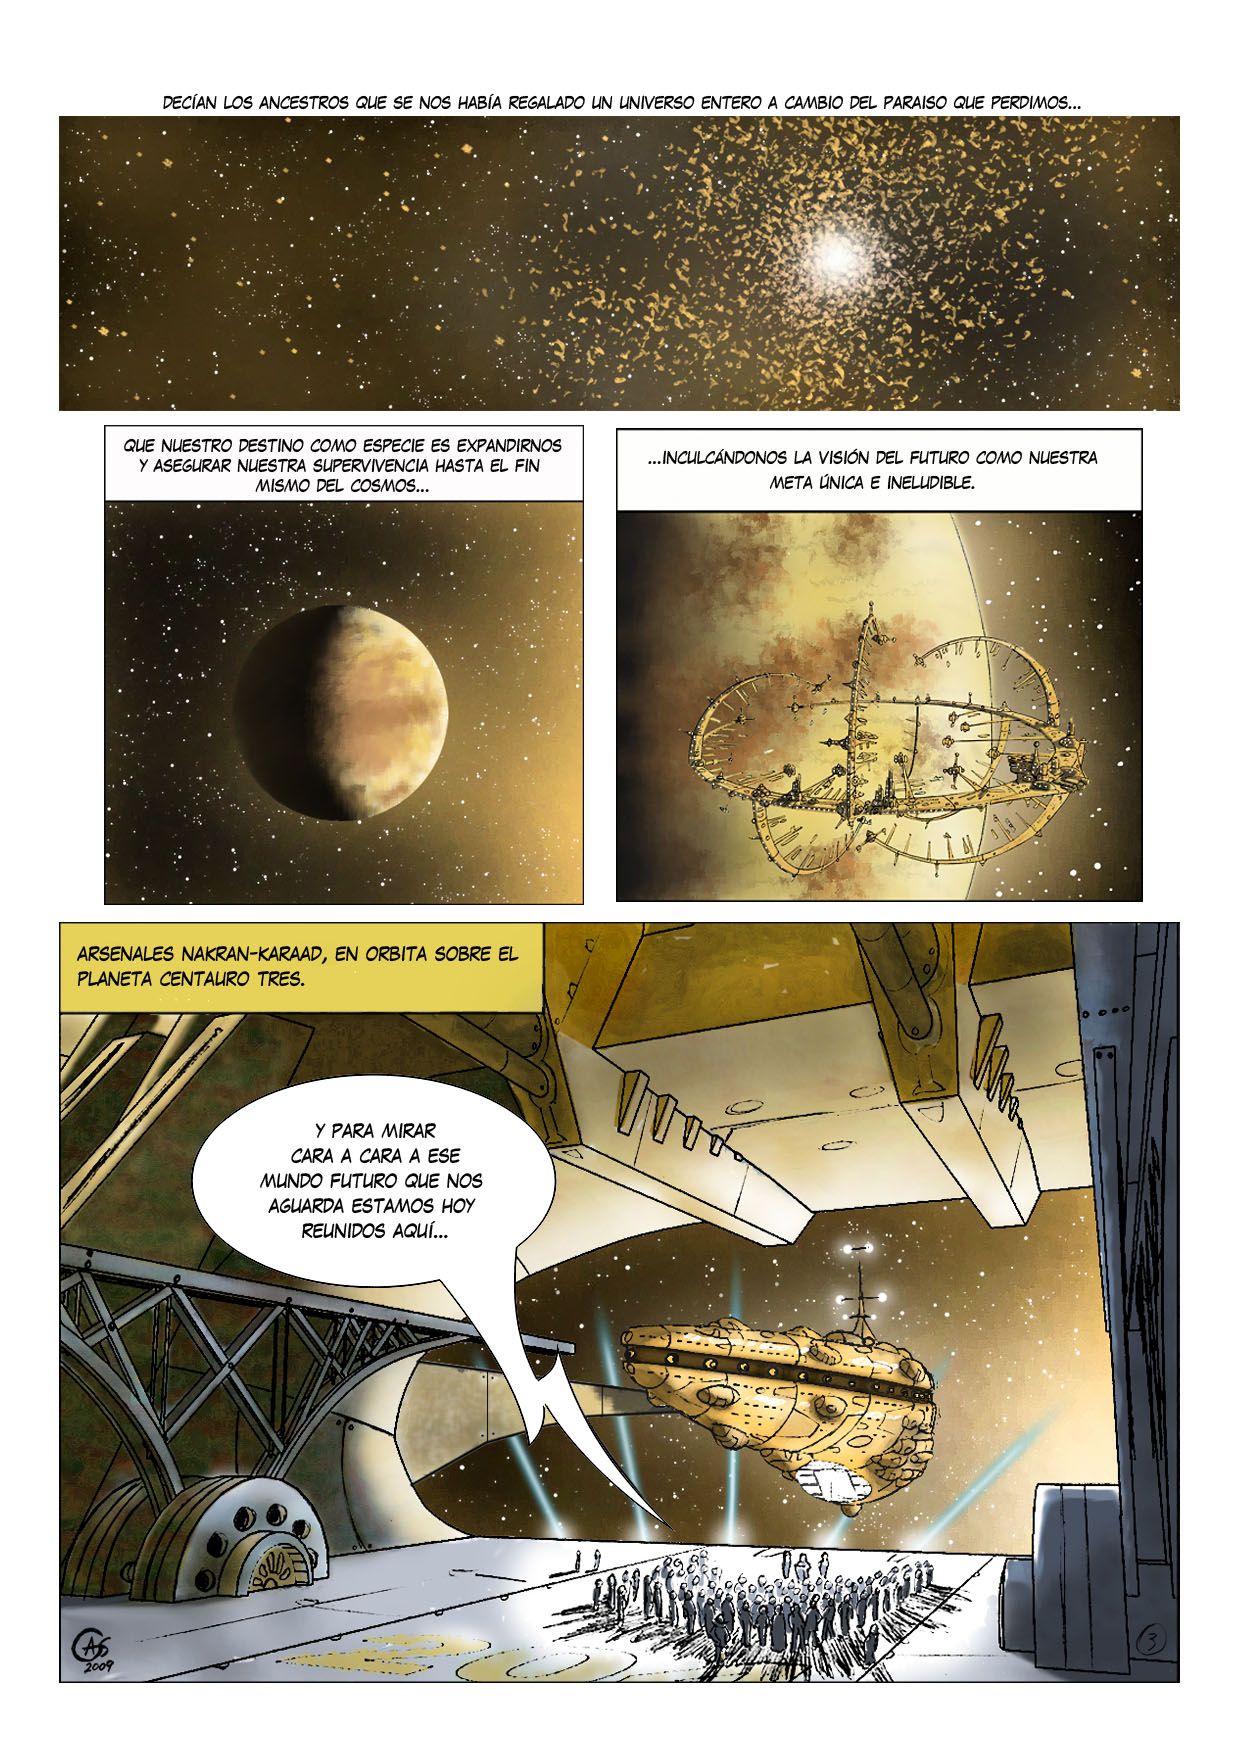 DECÍAN LOS ANCESTROS QUE SE NOS HABÍA REGALADO UN UNIVERSO ENTERO A CAMBIO DEL PARAISO QUE PERDIMOS...
QUE NUESTRO DESTINO COMO ESPECIE ES EXPANDIRNOS
Y ASEGURAR NUESTRA SUPERVIVENCIA HASTA EL FIN
MISMO DEL COSMOS...
...INCULCÁNDONOS LA VISIÓN DEL FUTURO COMO NUESTRA
META ÚNICA E INELUDIBLE.
ARSENALES NAKRAN-KARAAD, EN ORBITA SOBRE EL
PLANETA CENTAURO TRES.
Y PARA MIRAR
CARA A CARA A ESE
MUNDO FUTURO QUE NOS
AGUARDA ESTAMOS HOY
REUNIDOS AQUÍ...
2009
3